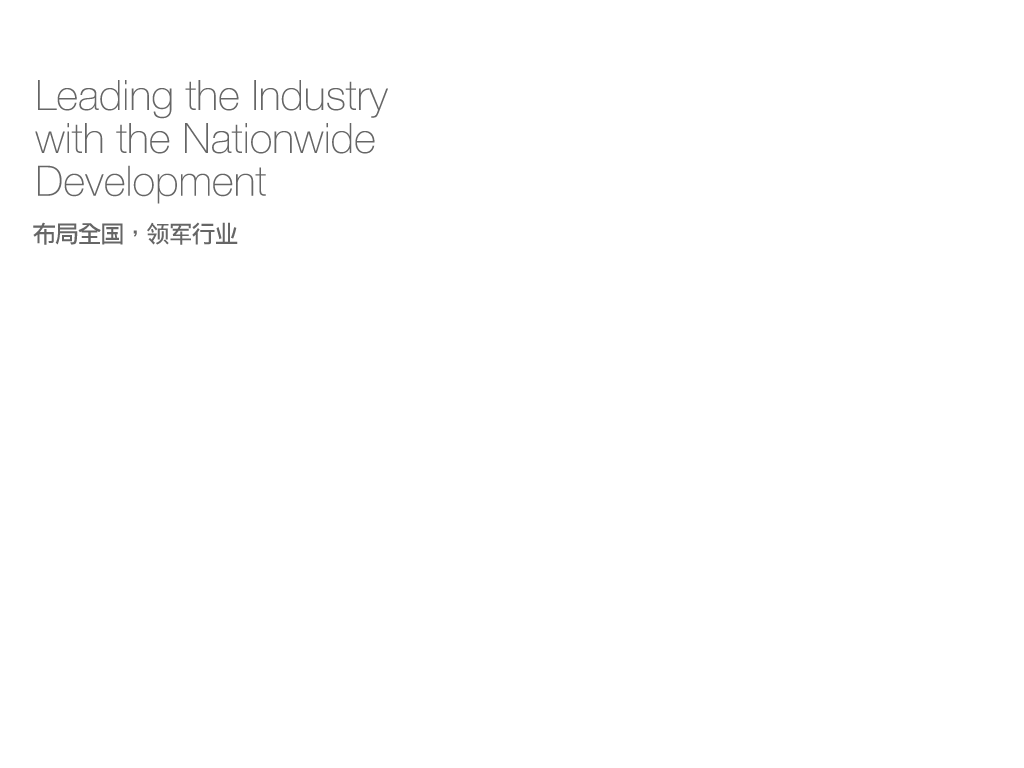 Leading the Industry
with the Nationwide
Development
布局全国，领军行业